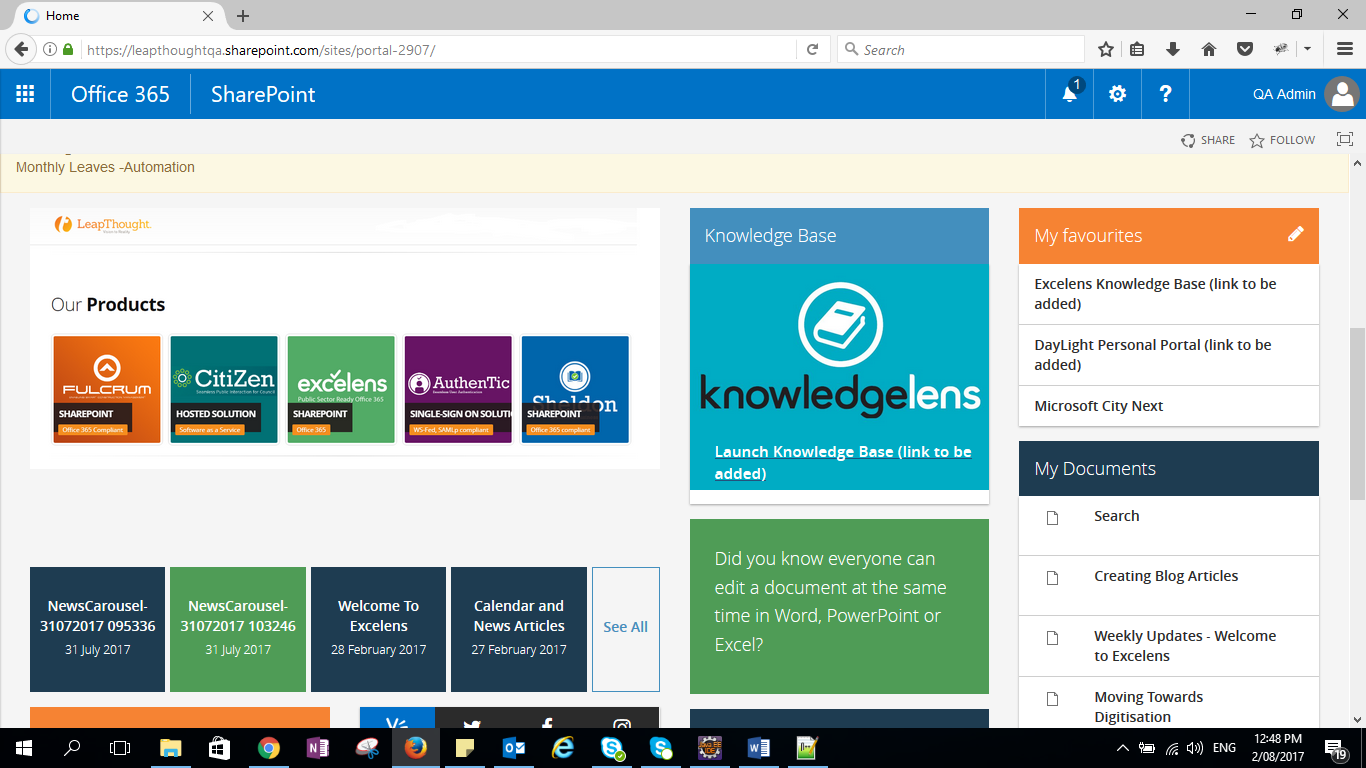 Home
https://leapthoughtqa.sharepoint.com/sites/portal-2907/
Search
Office 365
SharePoint
1
QA Admin
SHARE
FOLLOW
Monthly Leaves -Automation
LeapThought.
Our Products
FULCRUM
SHAREPOINT
Office 365 Compliant
CitiZen
HOSTED SOLUTION
Software as a Service
excelens
Public Sector Ready Office 365
SHAREPOINT
Office 365
AuthenTic
SINGLE-SIGN ON SOLUTI
WS-Fed, SAMLp compliant
Sheldon
SHAREPOINT
Office 365 compliant
NewsCarousel-
31072017 095336
31 July 2017
NewsCarousel-
31072017 103246
31 July 2017
Welcome To
Excelens
28 February 2017
Calendar and
News Articles
27 February 2017
See All
Knowledge Base
knowledgelens
Launch Knowledge Base (link to be
added)
Did you know everyone can
edit a document at the same
time in Word, PowerPoint or
Excel?
My favourites
Excelens Knowledge Base (link to be
added)
DayLight Personal Portal (link to be
added)
Microsoft City Next
My Documents
Search
Creating Blog Articles
Weekly Updates - Welcome
to Excelens
Moving Towards
Digitisation
ENG
12:48 PM
2/08/2017
19